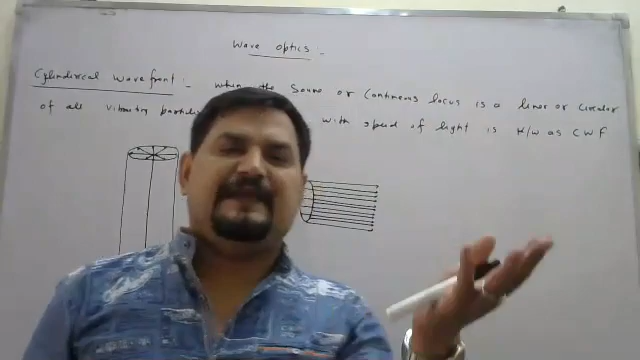 Wave optics -
Cylindrical Wavefront :- When the Source or Continuous locus is a linear or Circular
of all vibrating particles with speed of light is K/w as CWF